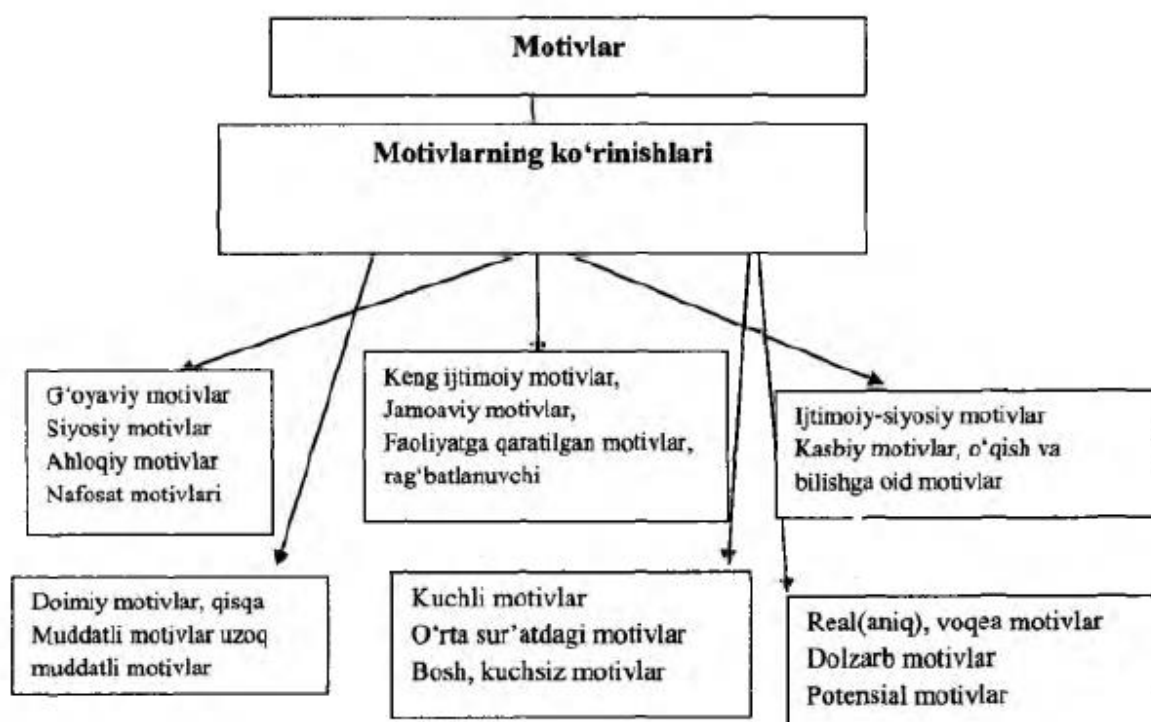 Motivlar
Motivlarning ko‘rinishlari
G‘oyaviy motivlar
Siyosiy motivlar
Ahloqiy motivlar
Nafosat motivlari
Keng ijtimoiy motivlar,
Jamoaviy motivlar,
Faoliyatga qaratilgan motivlar,
rag‘batlanuvchi
Ijtimoiy-siyosiy motivlar
Kasbiy motivlar, o‘qish va
bilishga oid motivlar
Doimiy motivlar, qisqa
Muddatli motivlar uzoq
muddatli motivlar
Kuchli motivlar
O‘rta sur’atdagi motivlar
Bosh, kuchsiz motivlar
Real(aniq), voqea motivlar
Dolzarb motivlar
Potensial motivlar